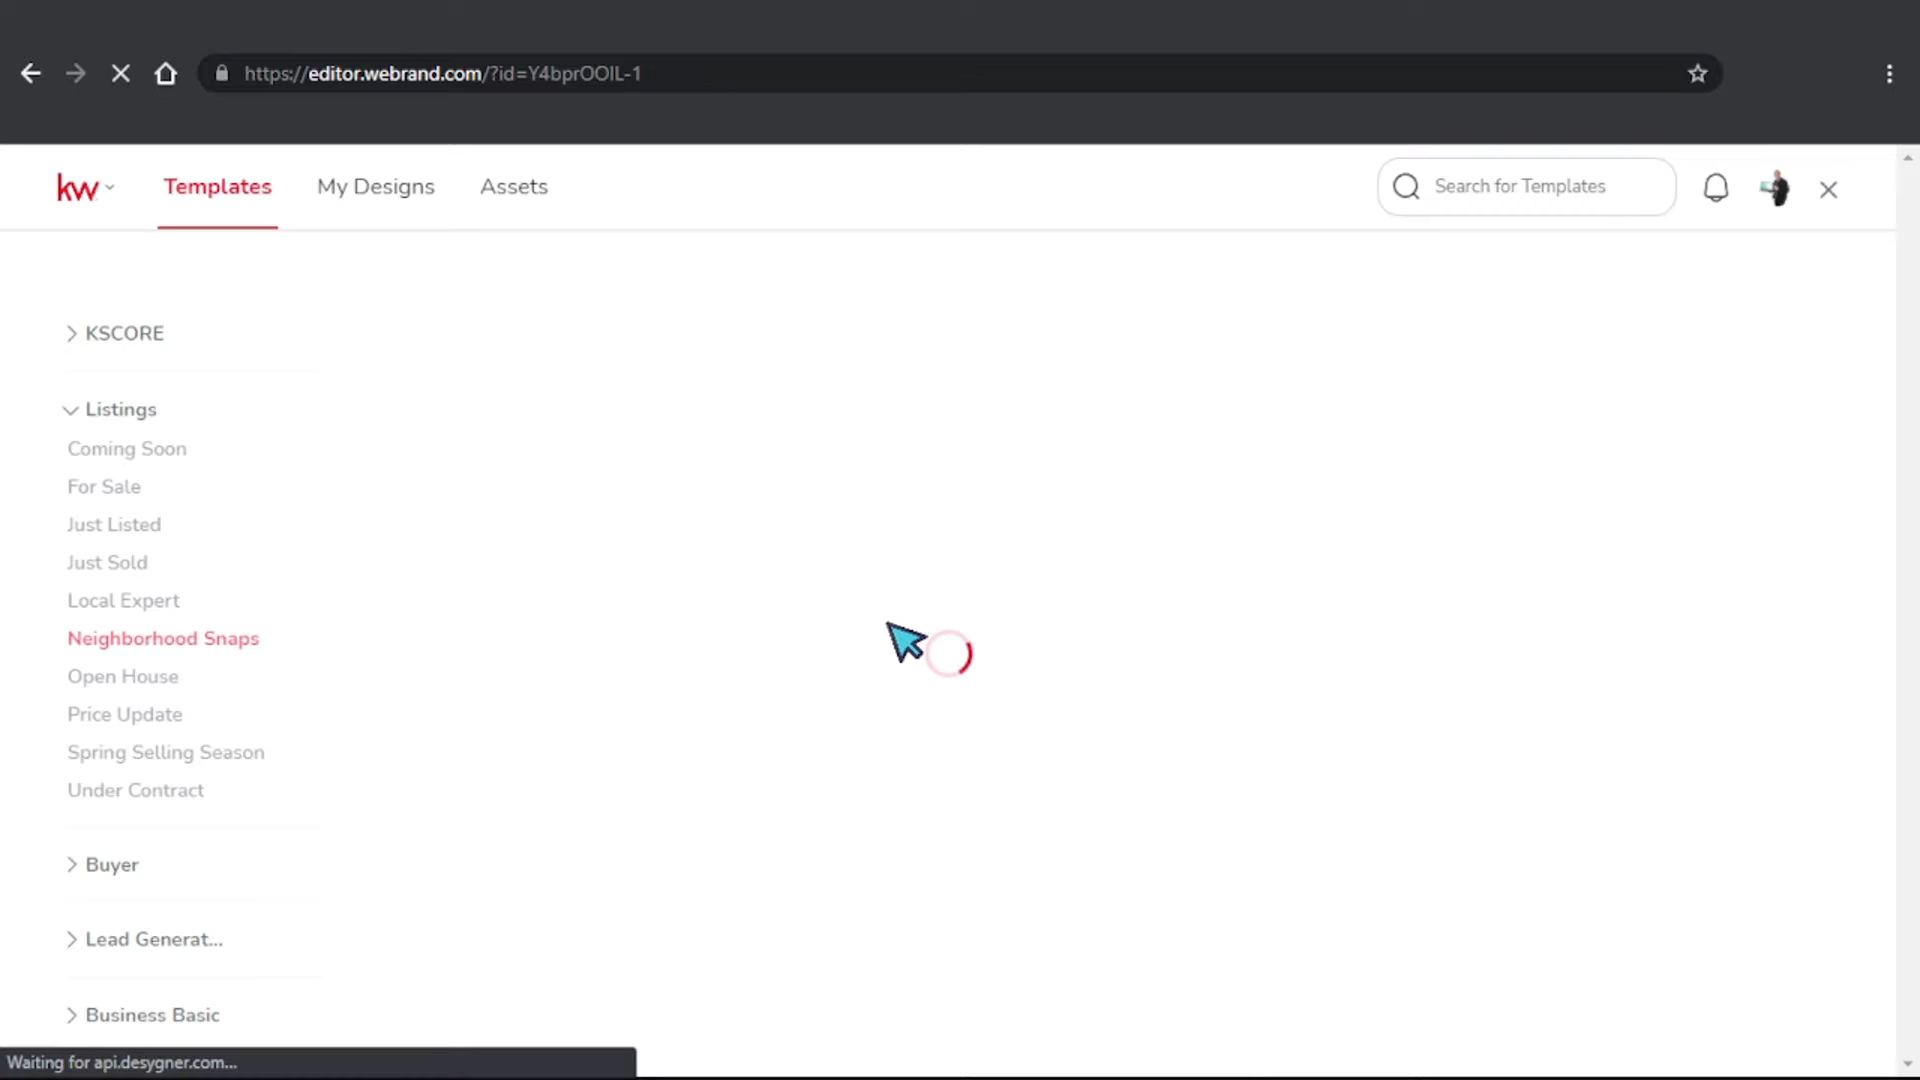 https://editor.webrand.com/?id=Y4bprOOIL-1
kw
Templates
My Designs
Assets
Search for Templates
KSCORE
Listings
Coming Soon
For Sale
Just Listed
Just Sold
Local Expert
Neighborhood Snaps
Open House
Price Update
Spring Selling Season
Under Contract
Buyer
Lead Generat...
Business Basic
Waiting for api.desygner.com...